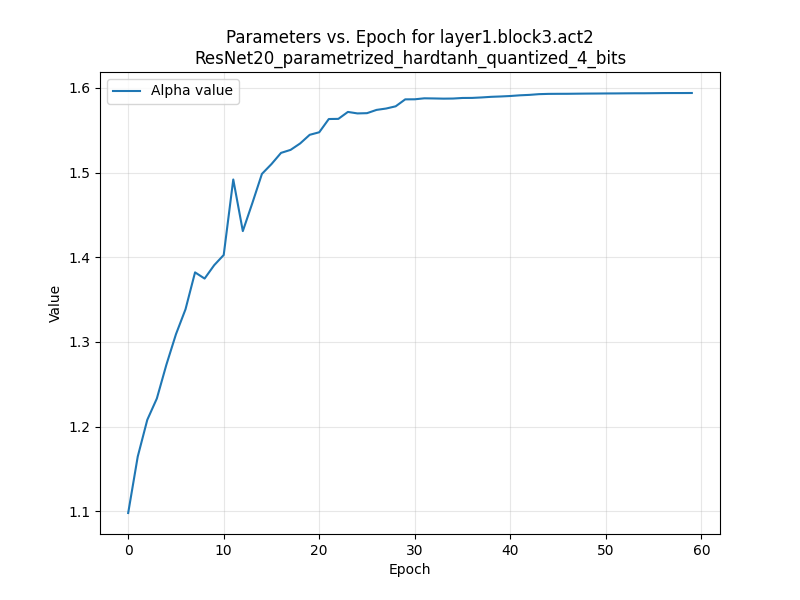 Parameters vs. Epoch for layer1.block3.act2
ResNet20_parametrized_hardtanh_quantized_4_bits
Alpha value
1.6
1.5
1.4
1.3
1.2
1.1
Value
0 10 20 30 40 50 60
Epoch